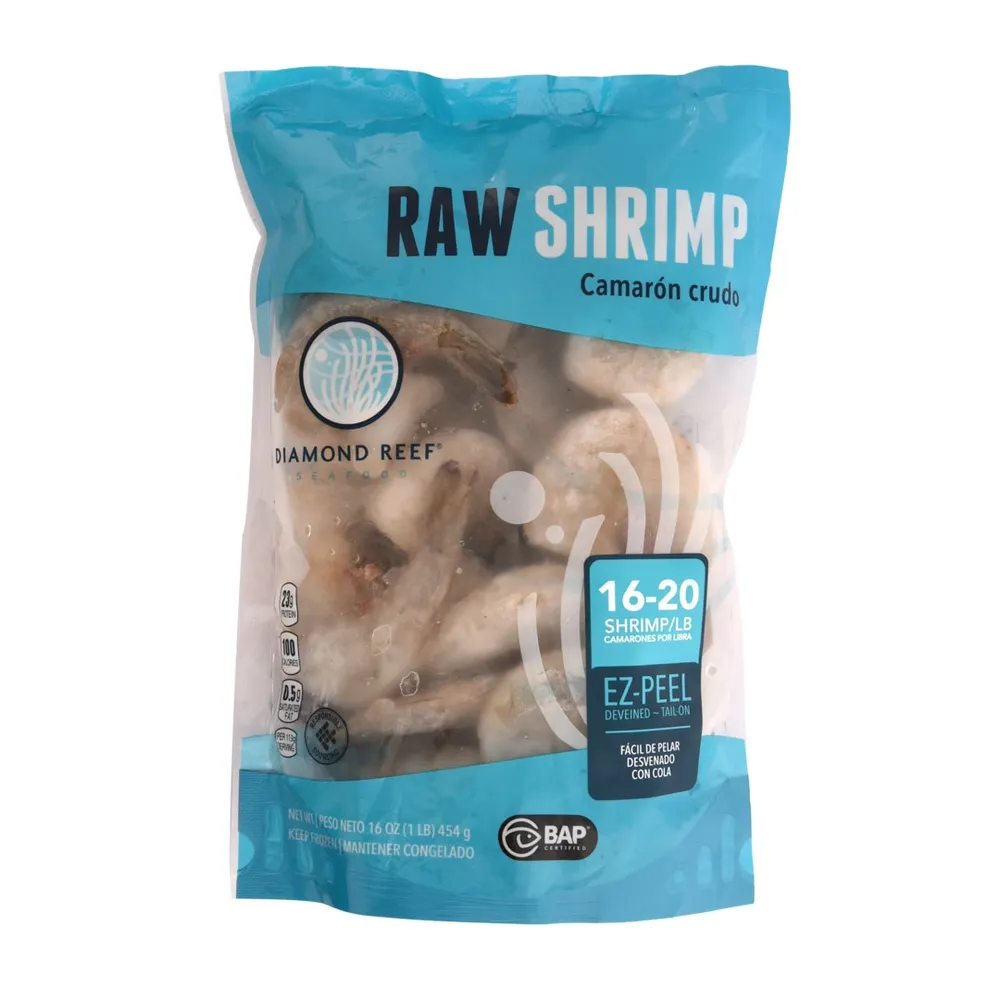 RAW SHRIMP
Camarón crudo
DIAMOND REEF®
SEAFOOD
23g
PROTEIN
100
CALORIES
0.5g
SATURATED
FAT
PER 113g
SERVING
RESPONSIBLE
SOURCING
16-20
SHRIMP/LB
CAMARONES POR LIBRA
EZ-PEEL
DEVEINED ~ TAIL-ON
FÁCIL DE PELAR
DESVENADO
CON COLA
NET WT | PESO NETO 16 OZ (1 LB) 454 g
KEEP FROZEN | MANTENER CONGELADO
BAP
CERTIFIED